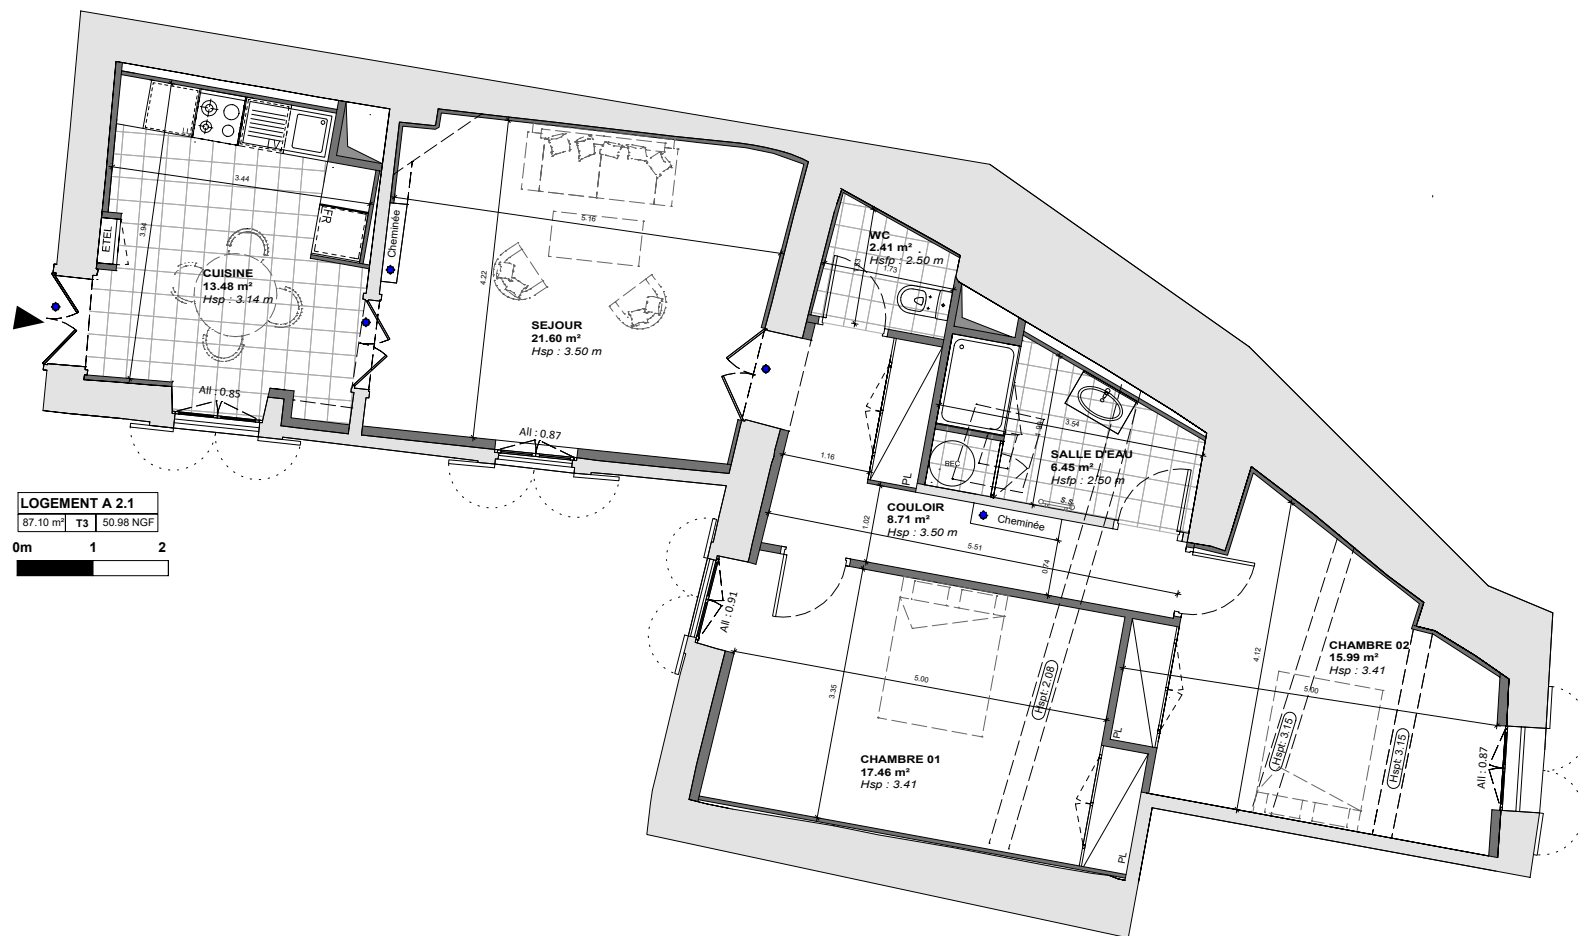 3.44
3.94
ETEL
FR
LV
CUISINE
13.48 m²
Hsp : 3.14 m
All : 0.85
Cheminée
5.16
4.22
SEJOUR
21.60 m²
Hsp : 3.50 m
All : 0.87
WC
2.41 m²
Hsfp : 2.50 m
1.73
PL
BEC
3.54
SALLE D'EAU
6.45 m²
Hsfp : 2.50 m
S.S
1.16
COULOIR
8.71 m²
Hsp : 3.50 m
Cheminée
1.02
5.51
0.74
LOGEMENT A 2.1
87.10 m² T3 50.98 NGF
0m 1 2
All : 0.91
5.00
3.35
Hspt: 2.08
CHAMBRE 01
17.46 m²
Hsp : 3.41
PL
PL
4.12
CHAMBRE 02
15.99 m²
Hsp : 3.41
5.00
Hspt: 3.15
Hspt: 3.15
All : 0.87